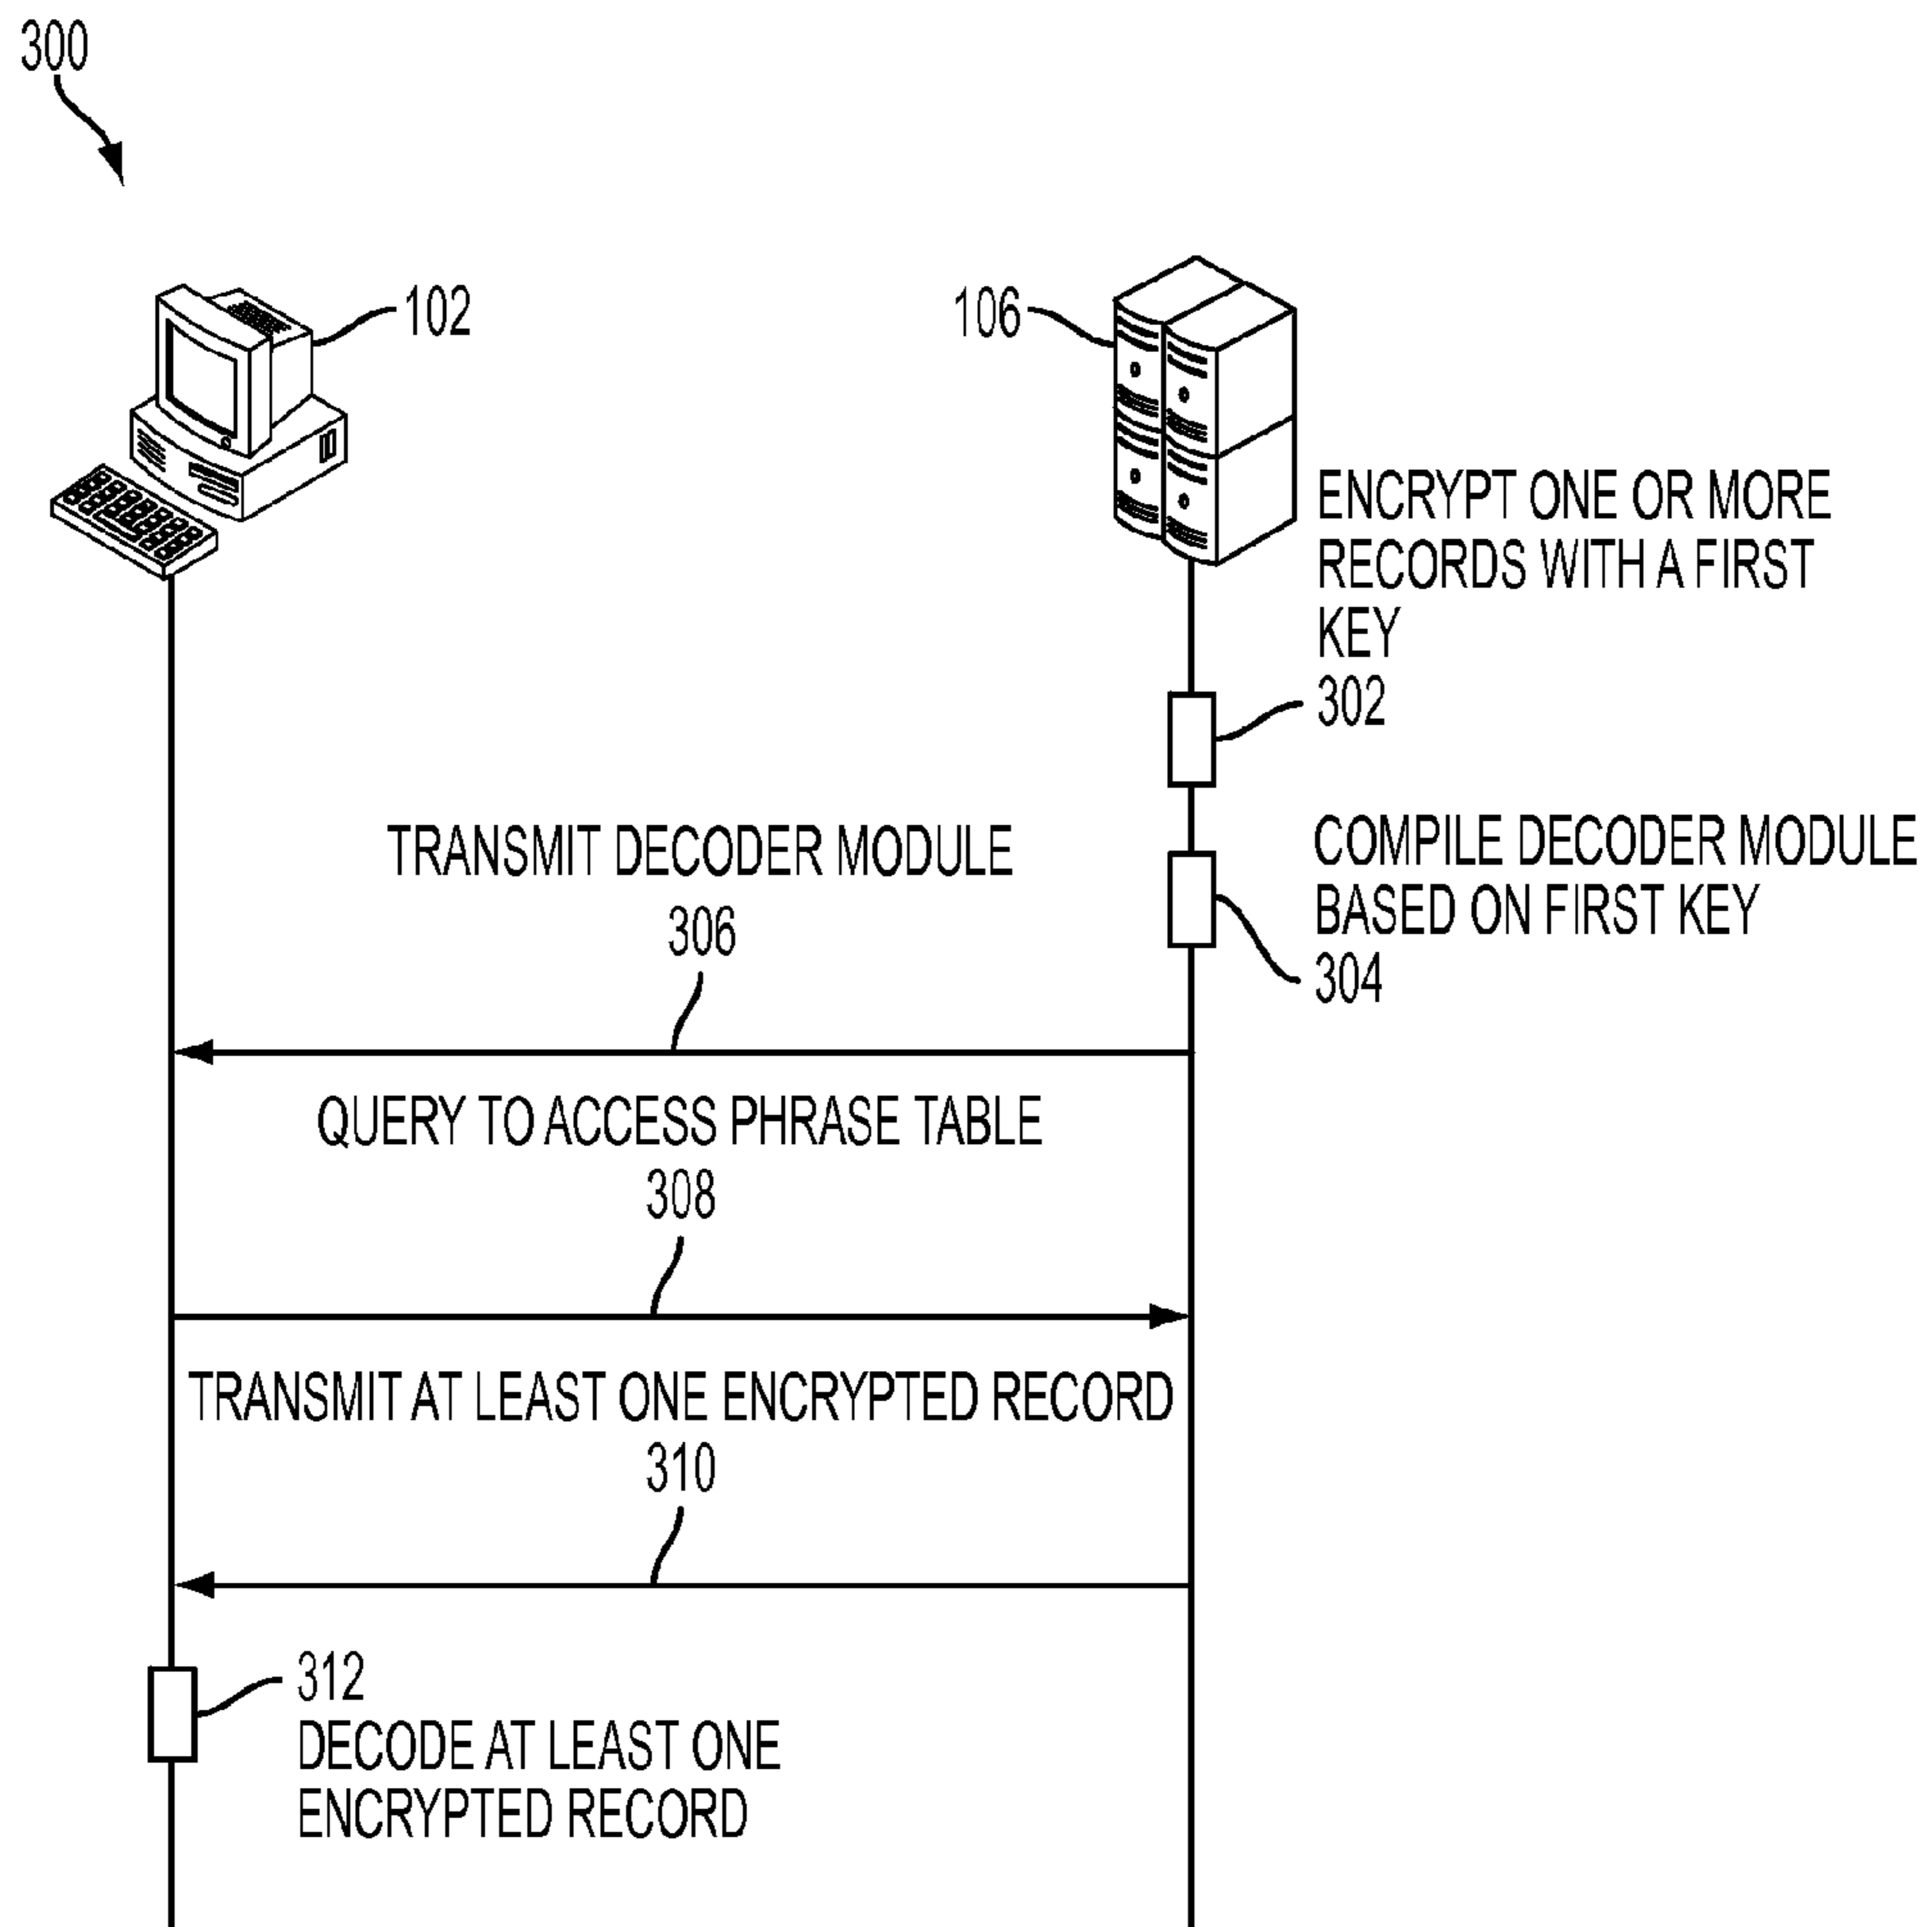 300
102
106
ENCRYPT ONE OR MORE
RECORDS WITH A FIRST
KEY
302
TRANSMIT DECODER MODULE
306
COMPILE DECODER MODULE
BASED ON FIRST KEY
304
QUERY TO ACCESS PHRASE TABLE
308
TRANSMIT AT LEAST ONE ENCRYPTED RECORD
310
312
DECODE AT LEAST ONE
ENCRYPTED RECORD